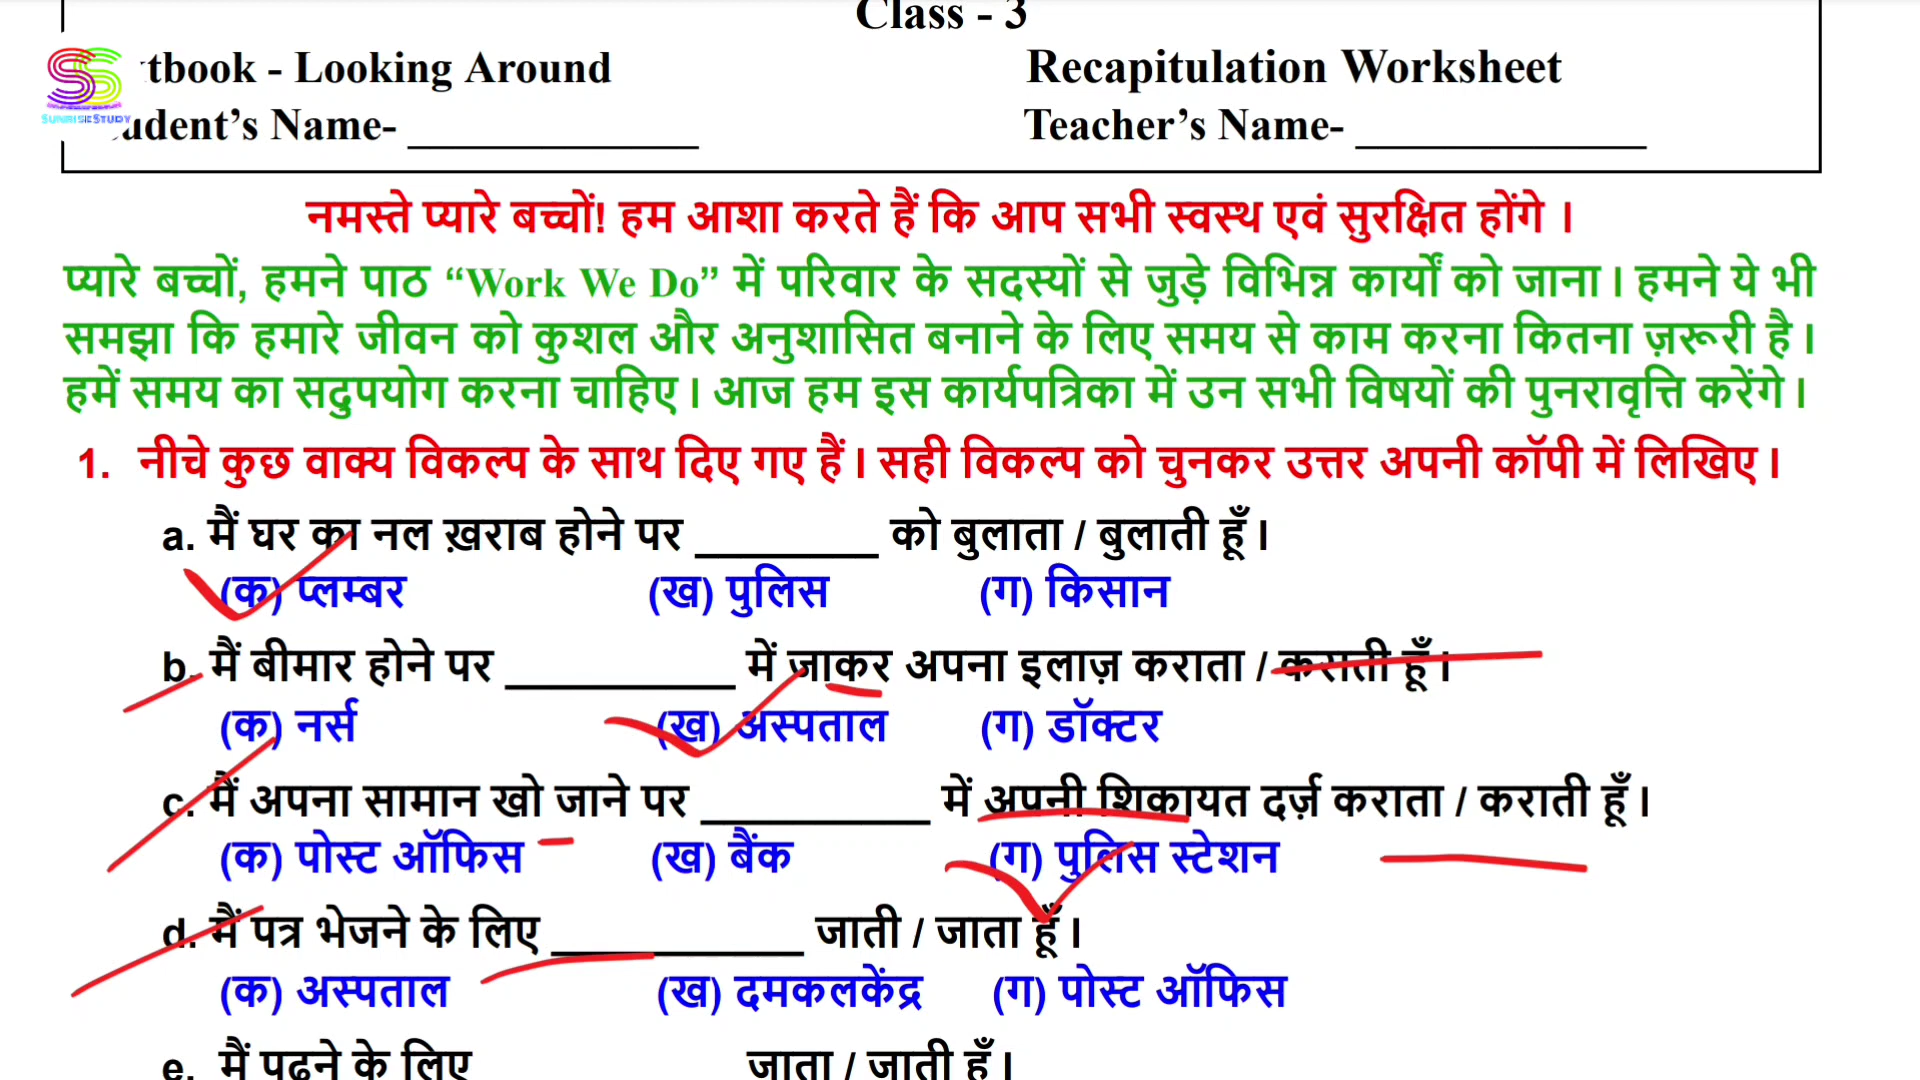 Class - 3
tbook - Looking Around Recapitulation Worksheet
SUNRISESTUDY
udent’s Name- ____________ Teacher’s Name- ____________
नमस्ते प्यारे बच्चों! हम आशा करते हैं कि आप सभी स्वस्थ एवं सुरक्षित होंगे ।
प्यारे बच्चों, हमने पाठ “Work We Do” में परिवार के सदस्यों से जुड़े विभिन्न कार्यों को जाना । हमने ये भी
समझा कि हमारे जीवन को कुशल और अनुशासित बनाने के लिए समय से काम करना कितना ज़रूरी है ।
हमें समय का सदुपयोग करना चाहिए । आज हम इस कार्यपत्रिका में उन सभी विषयों की पुनरावृत्ति करेंगे ।
1. नीचे कुछ वाक्य विकल्प के साथ दिए गए हैं । सही विकल्प को चुनकर उत्तर अपनी कॉपी में लिखिए ।
a. मैं घर का नल ख़राब होने पर ________ को बुलाता / बुलाती हूँ ।
(क) प्लम्बर (ख) पुलिस (ग) किसान
b. मैं बीमार होने पर __________ में जाकर अपना इलाज़ कराता / कराती हूँ ।
(क) नर्स (ख) अस्पताल (ग) डॉक्टर
c. मैं अपना सामान खो जाने पर __________ में अपनी शिकायत दर्ज़ कराता / कराती हूँ ।
(क) पोस्ट ऑफिस (ख) बैंक (ग) पुलिस स्टेशन
d. मैं पत्र भेजने के लिए ___________ जाती / जाता हूँ ।
(क) अस्पताल (ख) दमकलकेंद्र (ग) पोस्ट ऑफिस
e. मैं पढ़ने के लिए जाता / जाती हूँ ।